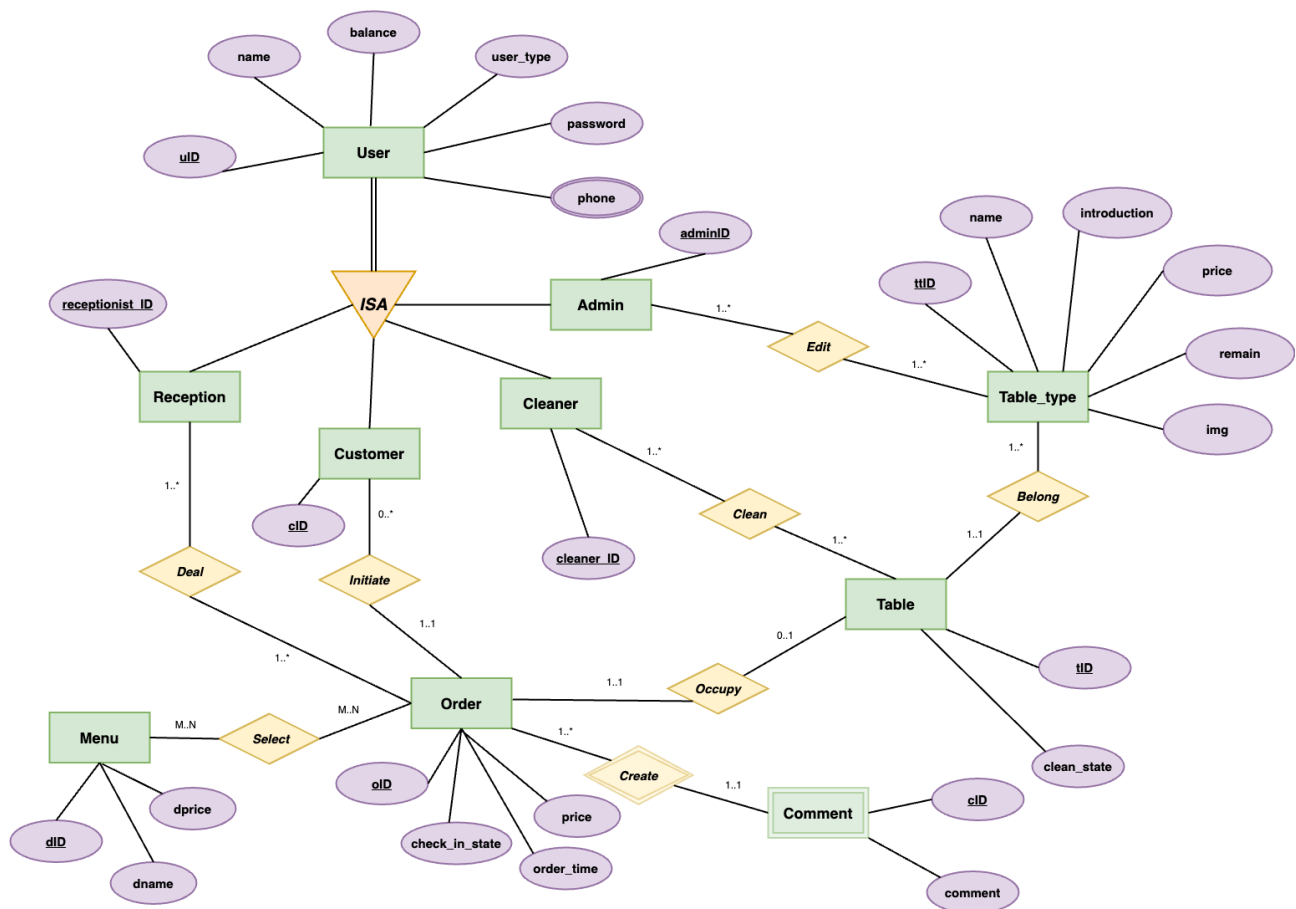 balance
name
user_type
password
User
uID
phone
name
introduction
adminID
price
ttID
receptionist_ID
ISA
Admin
1..*
Edit
remain
1..*
Reception
Cleaner
Table_type
img
Customer
1..*
1..*
1..*
Belong
0..*
Clean
cID
1..1
1..*
cleaner_ID
Deal
Initiate
Table
1..1
0..1
1..*
tID
1..1
Occupy
Order
M..N
M..N
1..*
Menu
Select
clean_state
Create
oID
1..1
cID
dprice
price
Comment
dID
check_in_state
order_time
dname
comment